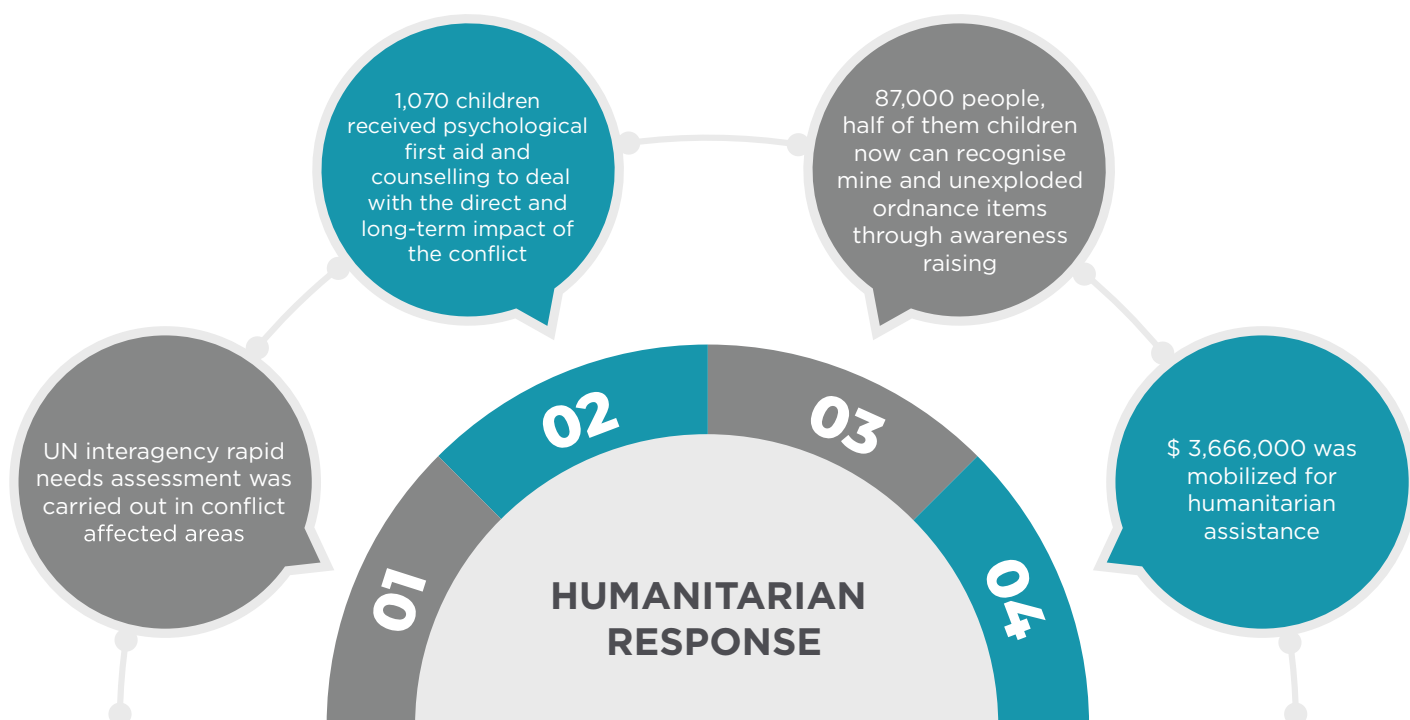 1,070 children
received psychological
first aid and
counselling to deal
with the direct and
long-term impact of
the conflict
87,000 people,
half of them children
now can recognise
mine and unexploded
ordnance items
through awareness
raising
UN interagency rapid
needs assessment was
carried out in conflict
affected areas
$ 3,666,000 was
mobilized for
humanitarian
assistance
01
02
03
04
HUMANITARIAN
RESPONSE